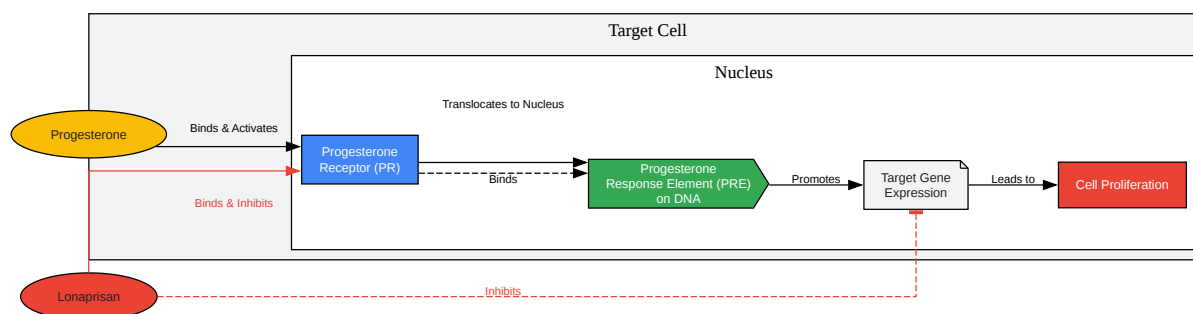 Target Cell
Nucleus
Translocates to Nucleus
Progesterone
Binds & Activates
Progesterone
Receptor (PR)
Binds
Progesterone
Response Element (PRE)
on DNA
Promotes
Target Gene
Expression
Leads to
Cell Proliferation
Binds & Inhibits
Lonaprisan
Inhibits